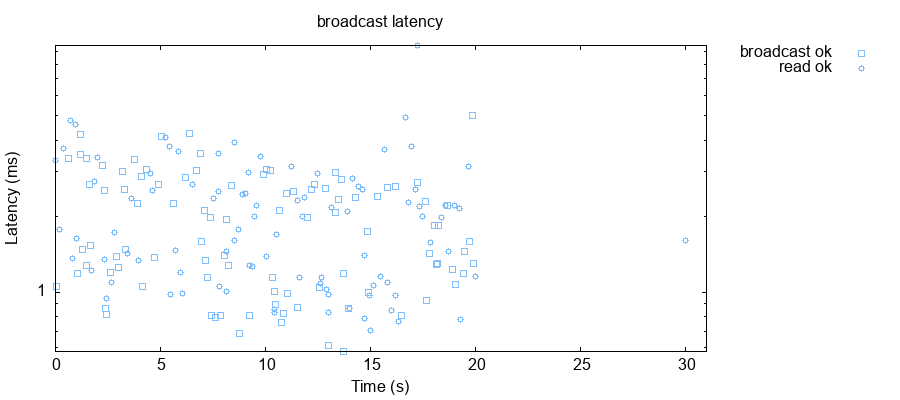 broadcast latency
broadcast ok
read ok
Latency (ms)
1
0 5 10 15 20 25 30
Time (s)